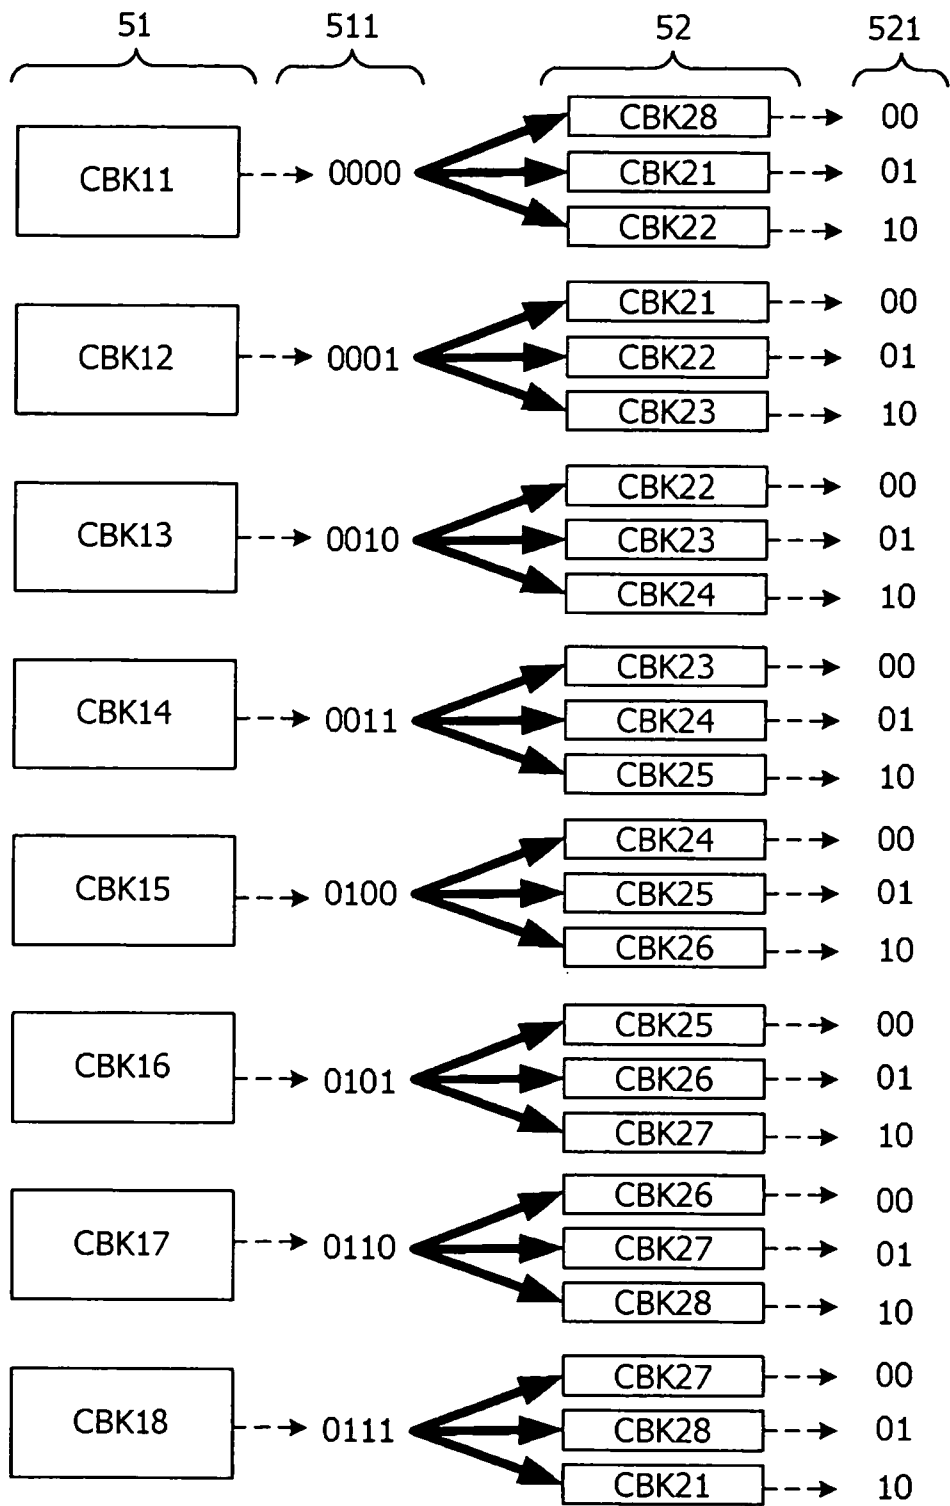 51 511 52 521
CBK28 00
CBK11 0000 CBK21 01
CBK22 10
CBK21 00
CBK12 0001 CBK22 01
CBK23 10
CBK22 00
CBK13 0010 CBK23 01
CBK24 10
CBK23 00
CBK14 0011 CBK24 01
CBK25 10
CBK24 00
CBK15 0100 CBK25 01
CBK26 10
CBK25 00
CBK16 0101 CBK26 01
CBK27 10
CBK26 00
CBK17 0110 CBK27 01
CBK28 10
CBK27 00
CBK18 0111 CBK28 01
CBK21 10